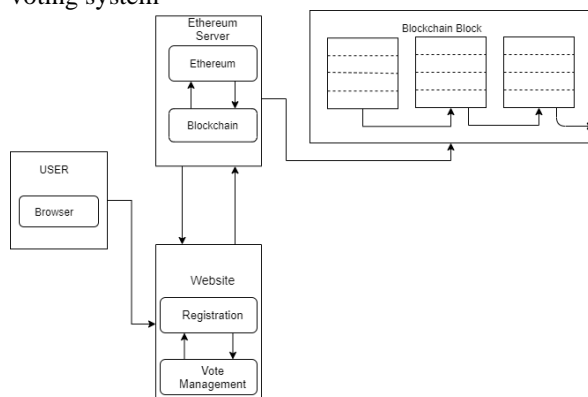 voting system
Ethereum
Server
Ethereum
Blockchain
Blockchain Block
USER
Browser
Website
Registration
Vote
Management